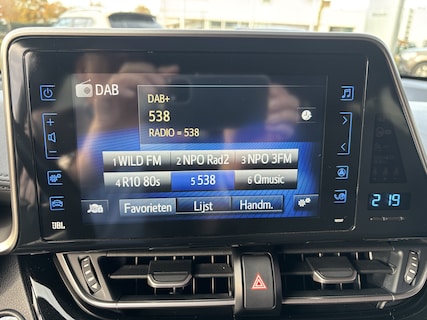 DAB
DAB+
538
RADIO = 538
1 WILD FM 2 NPO Rad2 3 NPO 3FM
4 R10 80s 5 538 6 Qmusic
Favorieten Lijst Handm.
JBL
2:19